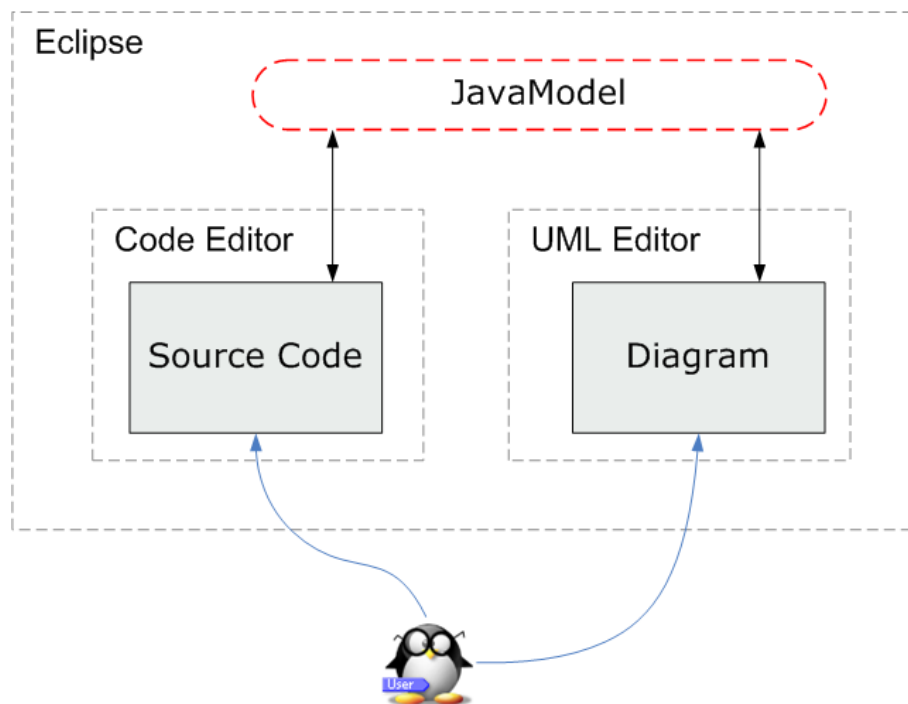 Eclipse
JavaModel
Code Editor
UML Editor
Source Code
Diagram
User